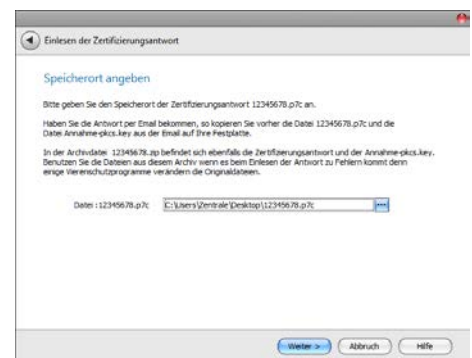 Einlesen der Zertifizierungsantwort
Speicherort angeben
Bitte geben Sie den Speicherort der Zertifizierungsantwort 12345678.p7c an.
Haben Sie die Antwort per Email bekommen, so kopieren Sie vorher die Datei 12345678.p7c und die
Datei Annahme-pkcs.key aus der Email auf Ihre Festplatte.
In der Archivdatei 12345678.zip befindet sich ebenfalls die Zertifizierungsantwort und der Annahme-pkcs.key.
Benutzen Sie die Dateien aus diesem Archiv wenn es beim Einlesen der Antwort zu Fehlern kommt denn
einige Vierenschutzprogramme verändern die Originaldateien.
Datei :12345678.p7c C:\Users\Zentrale\Desktop\12345678.p7c ...
Weiter > Abbruch Hilfe